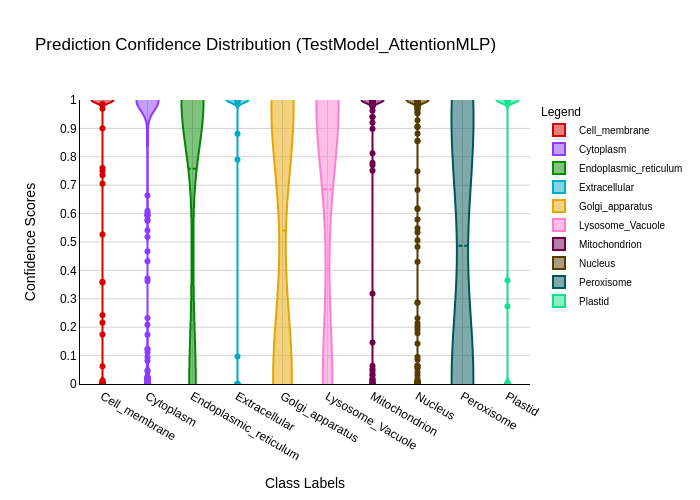 Prediction Confidence Distribution (TestModel_AttentionMLP)
Confidence Scores
1
0.9
0.8
0.7
0.6
0.5
0.4
0.3
0.2
0.1
0
Cell_membrane
Cytoplasm
Endoplasmic_reticulum
Extracellular
Golgi_apparatus
Lysosome_Vacuole
Mitochondrion
Nucleus
Peroxisome
Plastid
Class Labels
Legend
Cell_membrane
Cytoplasm
Endoplasmic_reticulum
Extracellular
Golgi_apparatus
Lysosome_Vacuole
Mitochondrion
Nucleus
Peroxisome
Plastid